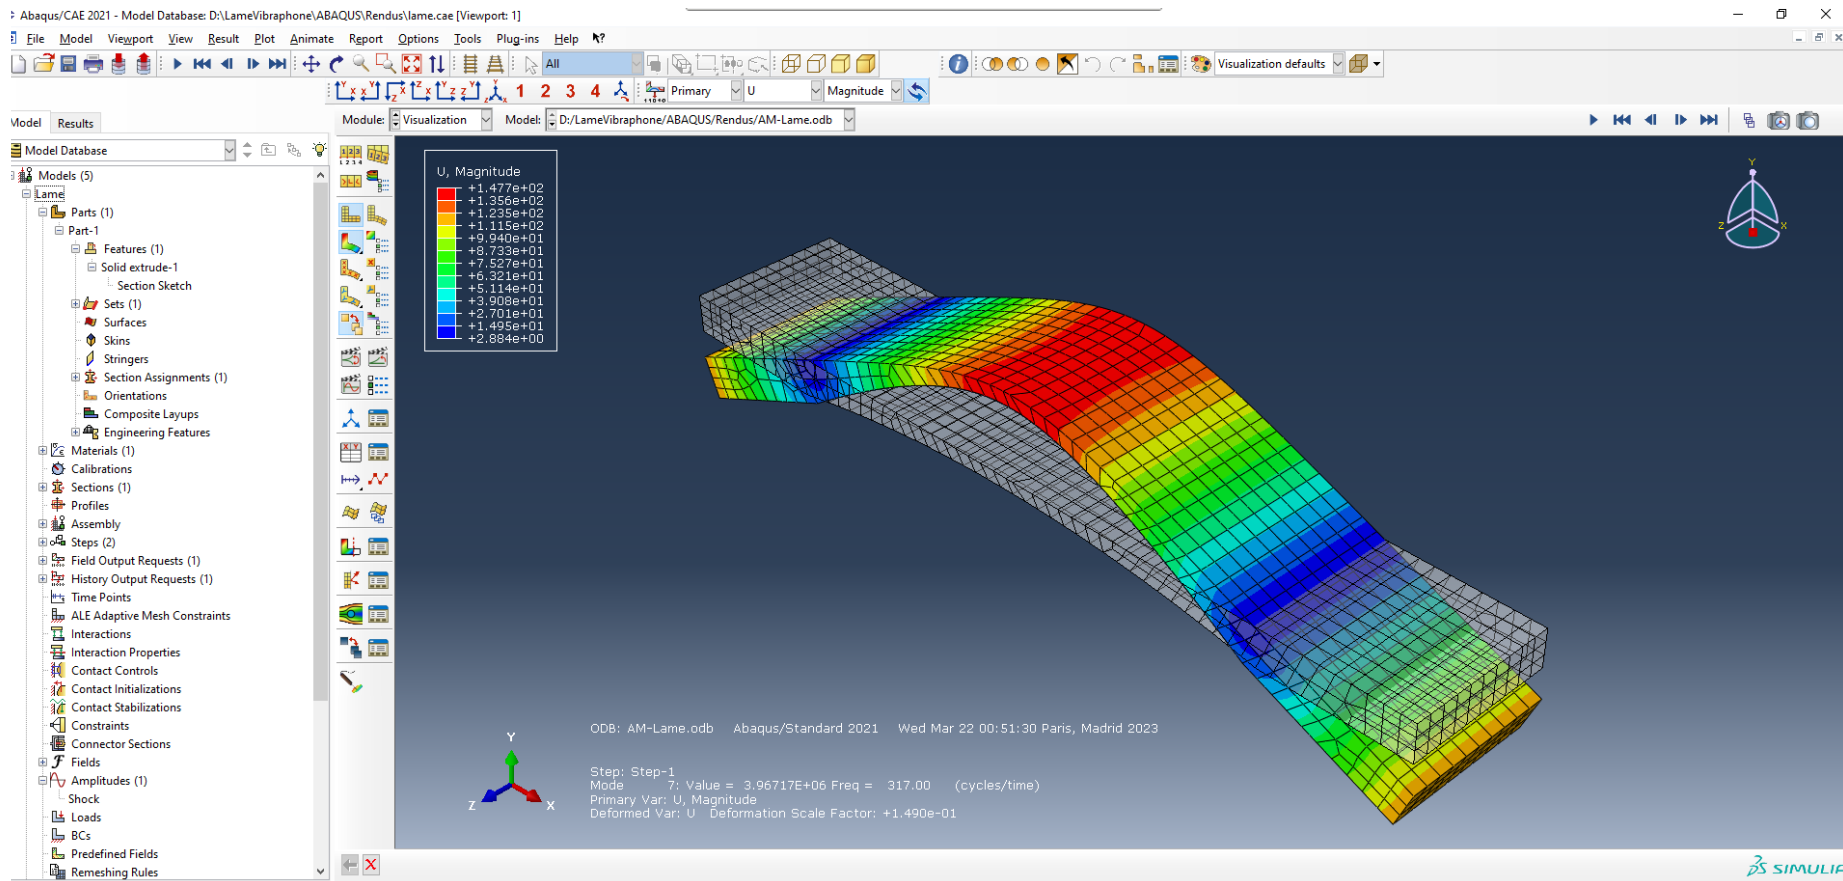 Abaqus/CAE 2021 - Model Database: D:\LameVibraphone\ABAQUS\Rendus\lame.cae [Viewport: 1]
File Model Viewport View Result Plot Animate Report Options Tools Plug-ins Help
All
Visualization defaults
1 2 3 4
Primary U Magnitude
Model Results
Module: Visualization Model: D:/LameVibraphone/ABAQUS/Rendus/AM-Lame.odb
Model Database
Models (5)
Lame
Parts (1)
Part-1
Features (1)
Solid extrude-1
Section Sketch
Sets (1)
Surfaces
Skins
Stringers
Section Assignments (1)
Orientations
Composite Layups
Engineering Features
Materials (1)
Calibrations
Sections (1)
Profiles
Assembly
Steps (2)
Field Output Requests (1)
History Output Requests (1)
Time Points
ALE Adaptive Mesh Constraints
Interactions
Interaction Properties
Contact Controls
Contact Initializations
Contact Stabilizations
Constraints
Connector Sections
Fields
Amplitudes (1)
Shock
Loads
BCs
Predefined Fields
Remeshing Rules
U, Magnitude
+1.477e+02
+1.356e+02
+1.235e+02
+1.115e+02
+9.940e+01
+8.733e+01
+7.527e+01
+6.321e+01
+5.114e+01
+3.908e+01
+2.701e+01
+1.495e+01
+2.884e+00
Y
Z X
Y
Z X
ODB: AM-Lame.odb Abaqus/Standard 2021 Wed Mar 22 00:51:30 Paris, Madrid 2023
Step: Step-1
Mode 7: Value = 3.96717E+06 Freq = 317.00 (cycles/time)
Primary Var: U, Magnitude
Deformed Var: U Deformation Scale Factor: +1.490e-01